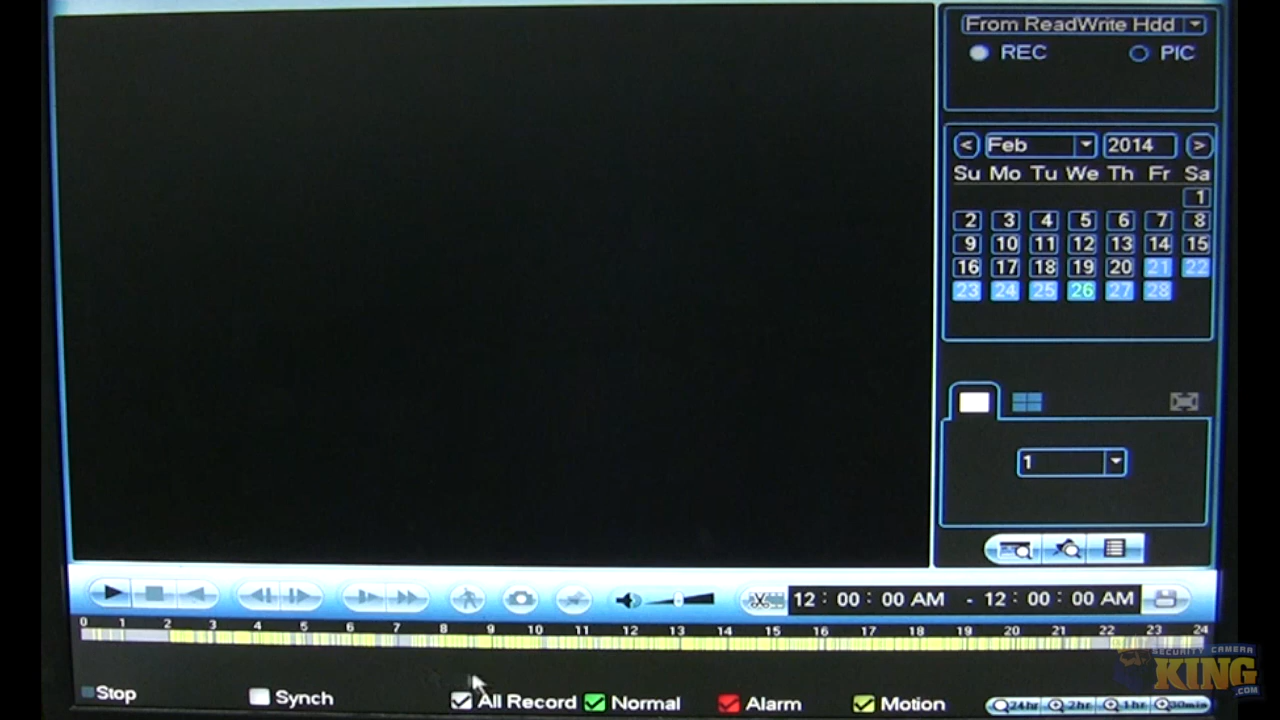 From ReadWrite Hdd
REC PIC
< Feb 2014 >
Su Mo Tu We Th Fr Sa
1
2 3 4 5 6 7 8
9 10 11 12 13 14 15
16 17 18 19 20 21 22
23 24 25 26 27 28
1
12 : 00 : 00 AM - 12 : 00 : 00 AM
0 1 2 3 4 5 6 7 8 9 10 11 12 13 14 15 16 17 18 19 20 21 22 23 24
Stop Synch All Record Normal Alarm Motion
24hr 2hr 1hr 30min
SECURITY CAMERA
KING
.COM